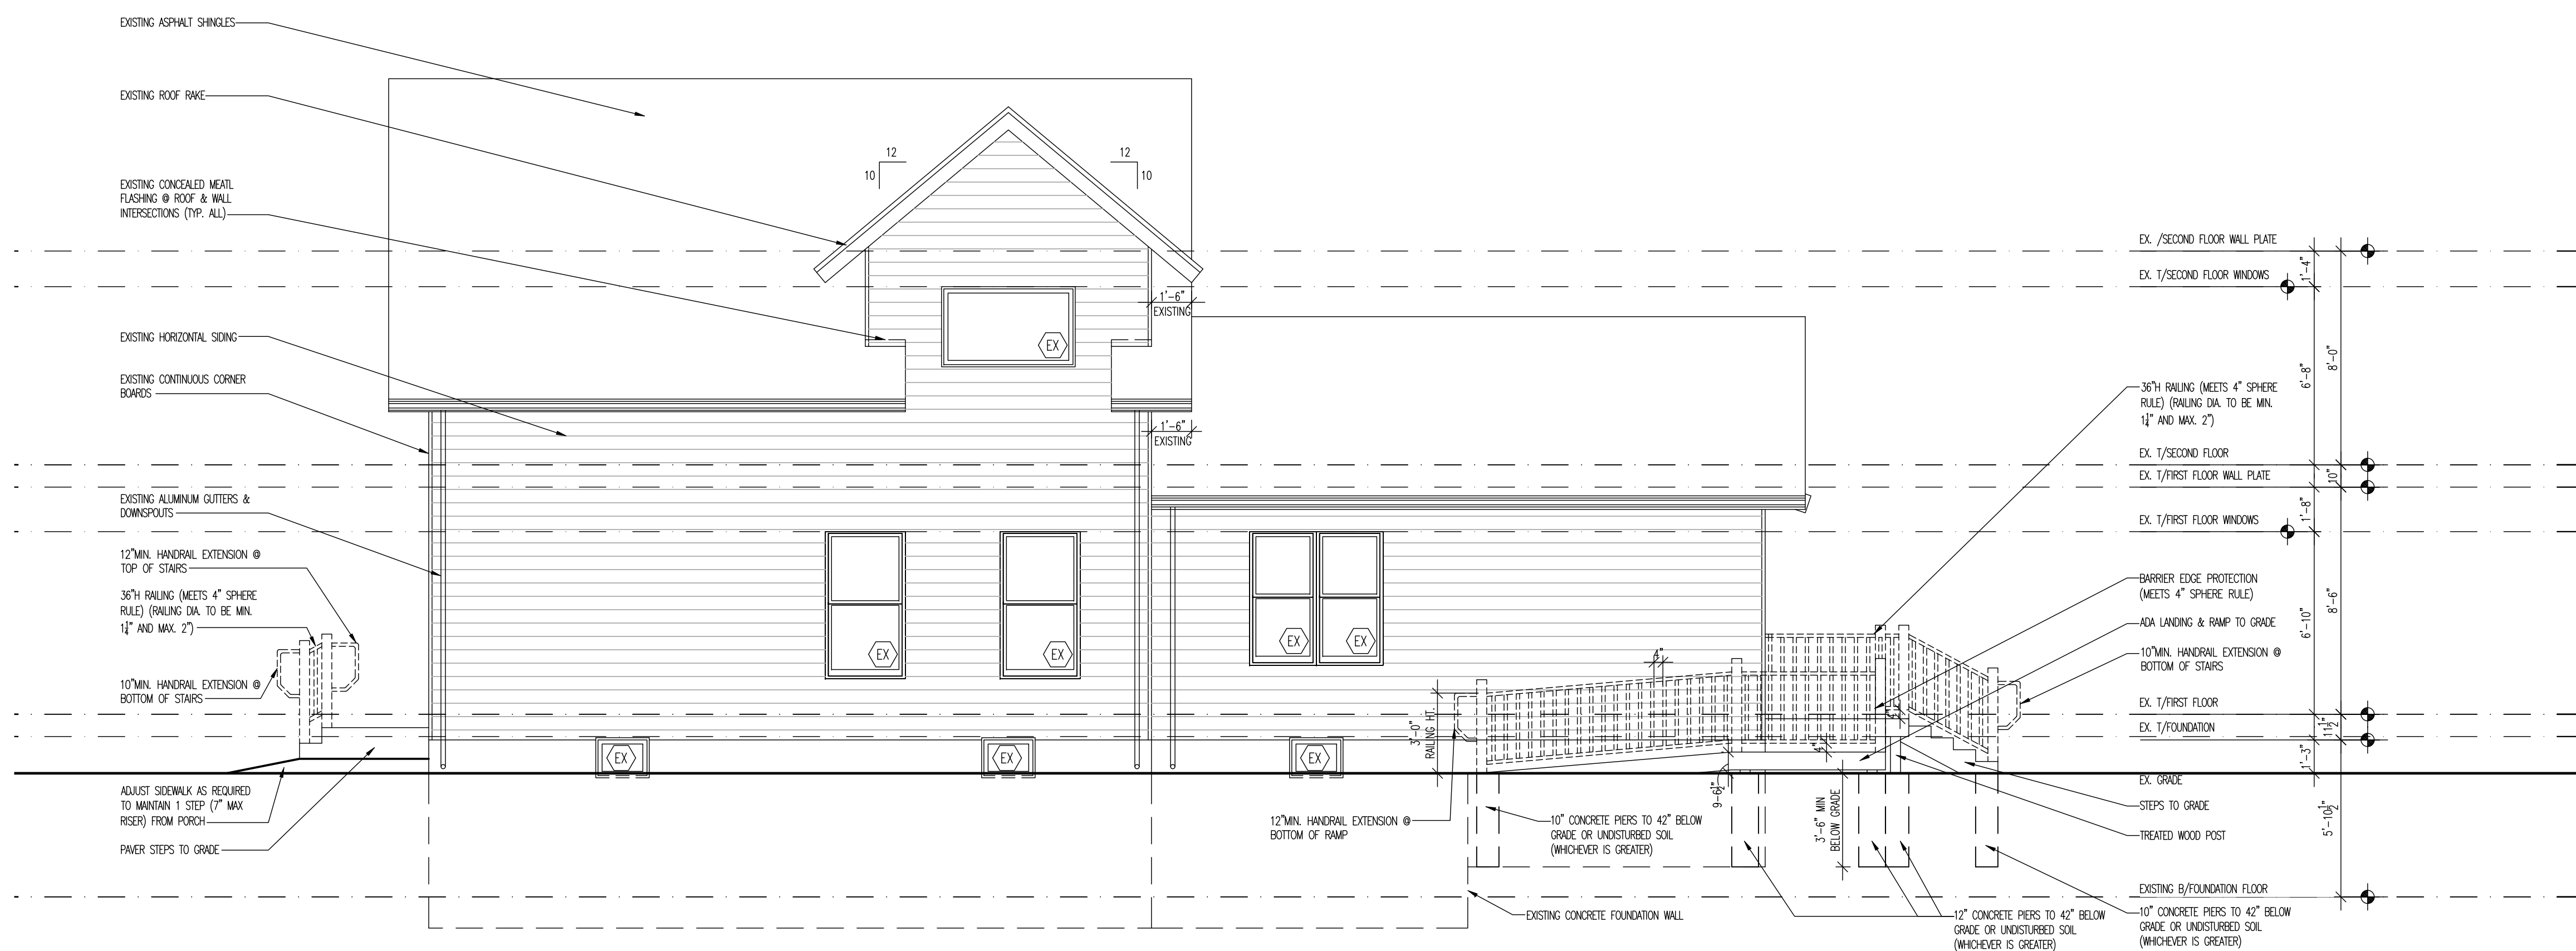 EXISTING ASPHALT SHINGLES
EXISTING ROOF RAKE
EXISTING CONCEALED MEATL
FLASHING @ ROOF & WALL
INTERSECTIONS (TYP. ALL)
EXISTING HORIZONTAL SIDING
EXISTING CONTINUOUS CORNER
BOARDS
EXISTING ALUMINUM GUTTERS &
DOWNSPOUTS
12"MIN. HANDRAIL EXTENSION @
TOP OF STAIRS
36"H RAILING (MEETS 4" SPHERE
RULE) (RAILING DIA. TO BE MIN.
1¼" AND MAX. 2")
10"MIN. HANDRAIL EXTENSION @
BOTTOM OF STAIRS
ADJUST SIDEWALK AS REQUIRED
TO MAINTAIN 1 STEP (7" MAX
RISER) FROM PORCH
PAVER STEPS TO GRADE
12
10
12
10
1'-6"
EXISTING
1'-6"
EXISTING
EX
EX
EX
EX
EX
EX
EX
EX
4"
3'-0"
RAILING HT.
4"
4"
9-6½"
3'-6" MIN
BELOW GRADE
12"MIN. HANDRAIL EXTENSION @
BOTTOM OF RAMP
10" CONCRETE PIERS TO 42" BELOW
GRADE OR UNDISTURBED SOIL
(WHICHEVER IS GREATER)
EXISTING CONCRETE FOUNDATION WALL
12" CONCRETE PIERS TO 42" BELOW
GRADE OR UNDISTURBED SOIL
(WHICHEVER IS GREATER)
EX. /SECOND FLOOR WALL PLATE
EX. T/SECOND FLOOR WINDOWS
36"H RAILING (MEETS 4" SPHERE
RULE) (RAILING DIA. TO BE MIN.
1¼" AND MAX. 2")
EX. T/SECOND FLOOR
EX. T/FIRST FLOOR WALL PLATE
EX. T/FIRST FLOOR WINDOWS
BARRIER EDGE PROTECTION
(MEETS 4" SPHERE RULE)
ADA LANDING & RAMP TO GRADE
10"MIN. HANDRAIL EXTENSION @
BOTTOM OF STAIRS
EX. T/FIRST FLOOR
EX. T/FOUNDATION
EX. GRADE
STEPS TO GRADE
TREATED WOOD POST
EXISTING B/FOUNDATION FLOOR
10" CONCRETE PIERS TO 42" BELOW
GRADE OR UNDISTURBED SOIL
(WHICHEVER IS GREATER)
1'-4"
6'-8"
8'-0"
10"
1'-8"
6'-10"
8'-6"
11½"
1'-3"
5'-10½"